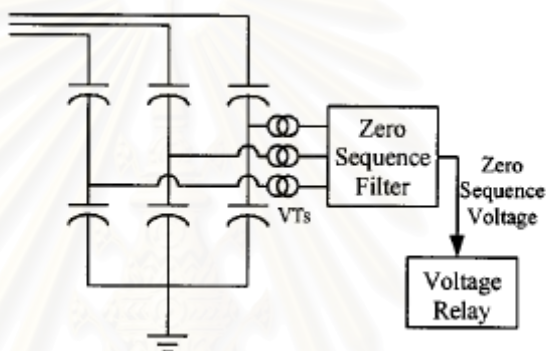 Zero
Sequence
Filter
Zero
Sequence
Voltage
VTs
Voltage
Relay